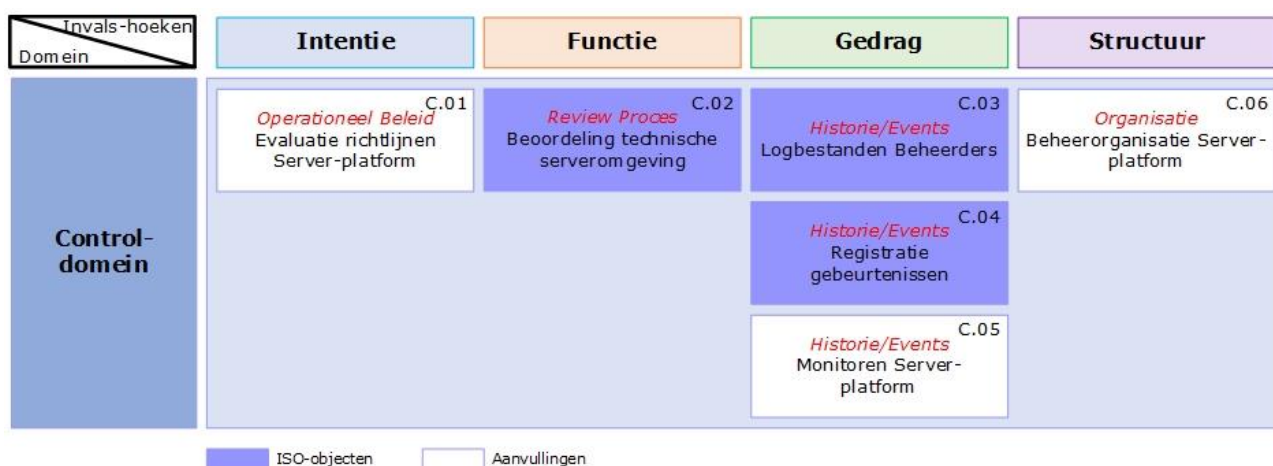 Invals-hoeken
Domein
Intentie
Functie
Gedrag
Structuur
Control-
domein
C.01
Operationeel Beleid
Evaluatie richtlijnen
Server-platform
C.02
Review Proces
Beoordeling technische
serveromgeving
C.03
Historie/Events
Logbestanden Beheerders
C.06
Organisatie
Beheerorganisatie Server-
platform
C.04
Historie/Events
Registratie
gebeurtenissen
C.05
Historie/Events
Monitoren Server-
platform
ISO-objecten
Aanvullingen